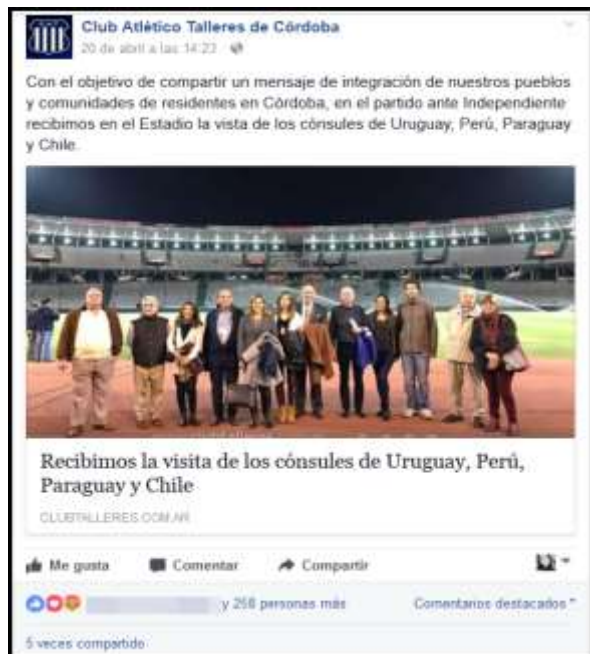 Club Atlético Talleres de Córdoba
20 de abril a las 14:23
Con el objetivo de compartir un mensaje de integración de nuestros pueblos
y comunidades de residentes en Córdoba, en el partido ante Independiente
recibimos en el Estadio la vista de los cónsules de Uruguay, Perú, Paraguay
y Chile.
Recibimos la visita de los cónsules de Uruguay, Perú,
Paraguay y Chile
CLUBTALLERES.COM.AR
Me gusta Comentar Compartir
y 258 personas más Comentarios destacados
5 veces compartido